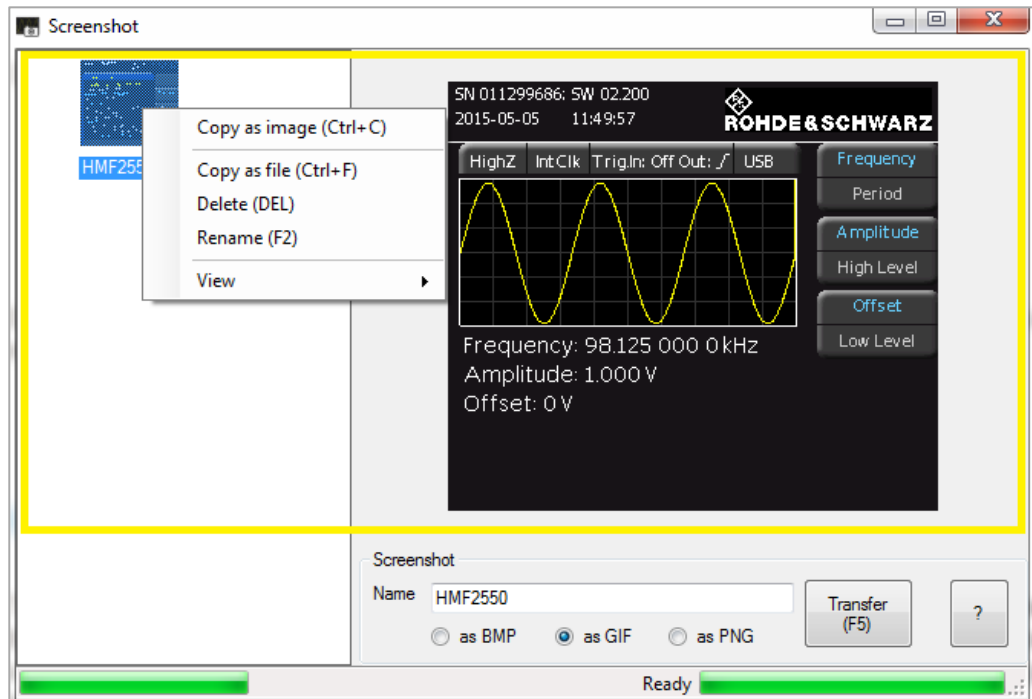 Screenshot
HMF255
Copy as image (Ctrl+C)
Copy as file (Ctrl+F)
Delete (DEL)
Rename (F2)
View
SN 011299686; SW 02.200
2015-05-05 11:49:57
ROHDE&SCHWARZ
HighZ IntClk Trig.In: Off Out: USB
Frequency
Period
Amplitude
High Level
Offset
Low Level
Frequency: 98.125 000 0 kHz
Amplitude: 1.000 V
Offset: 0 V
Screenshot
Name HMF2550
as BMP as GIF as PNG
Transfer
(F5)
?
Ready